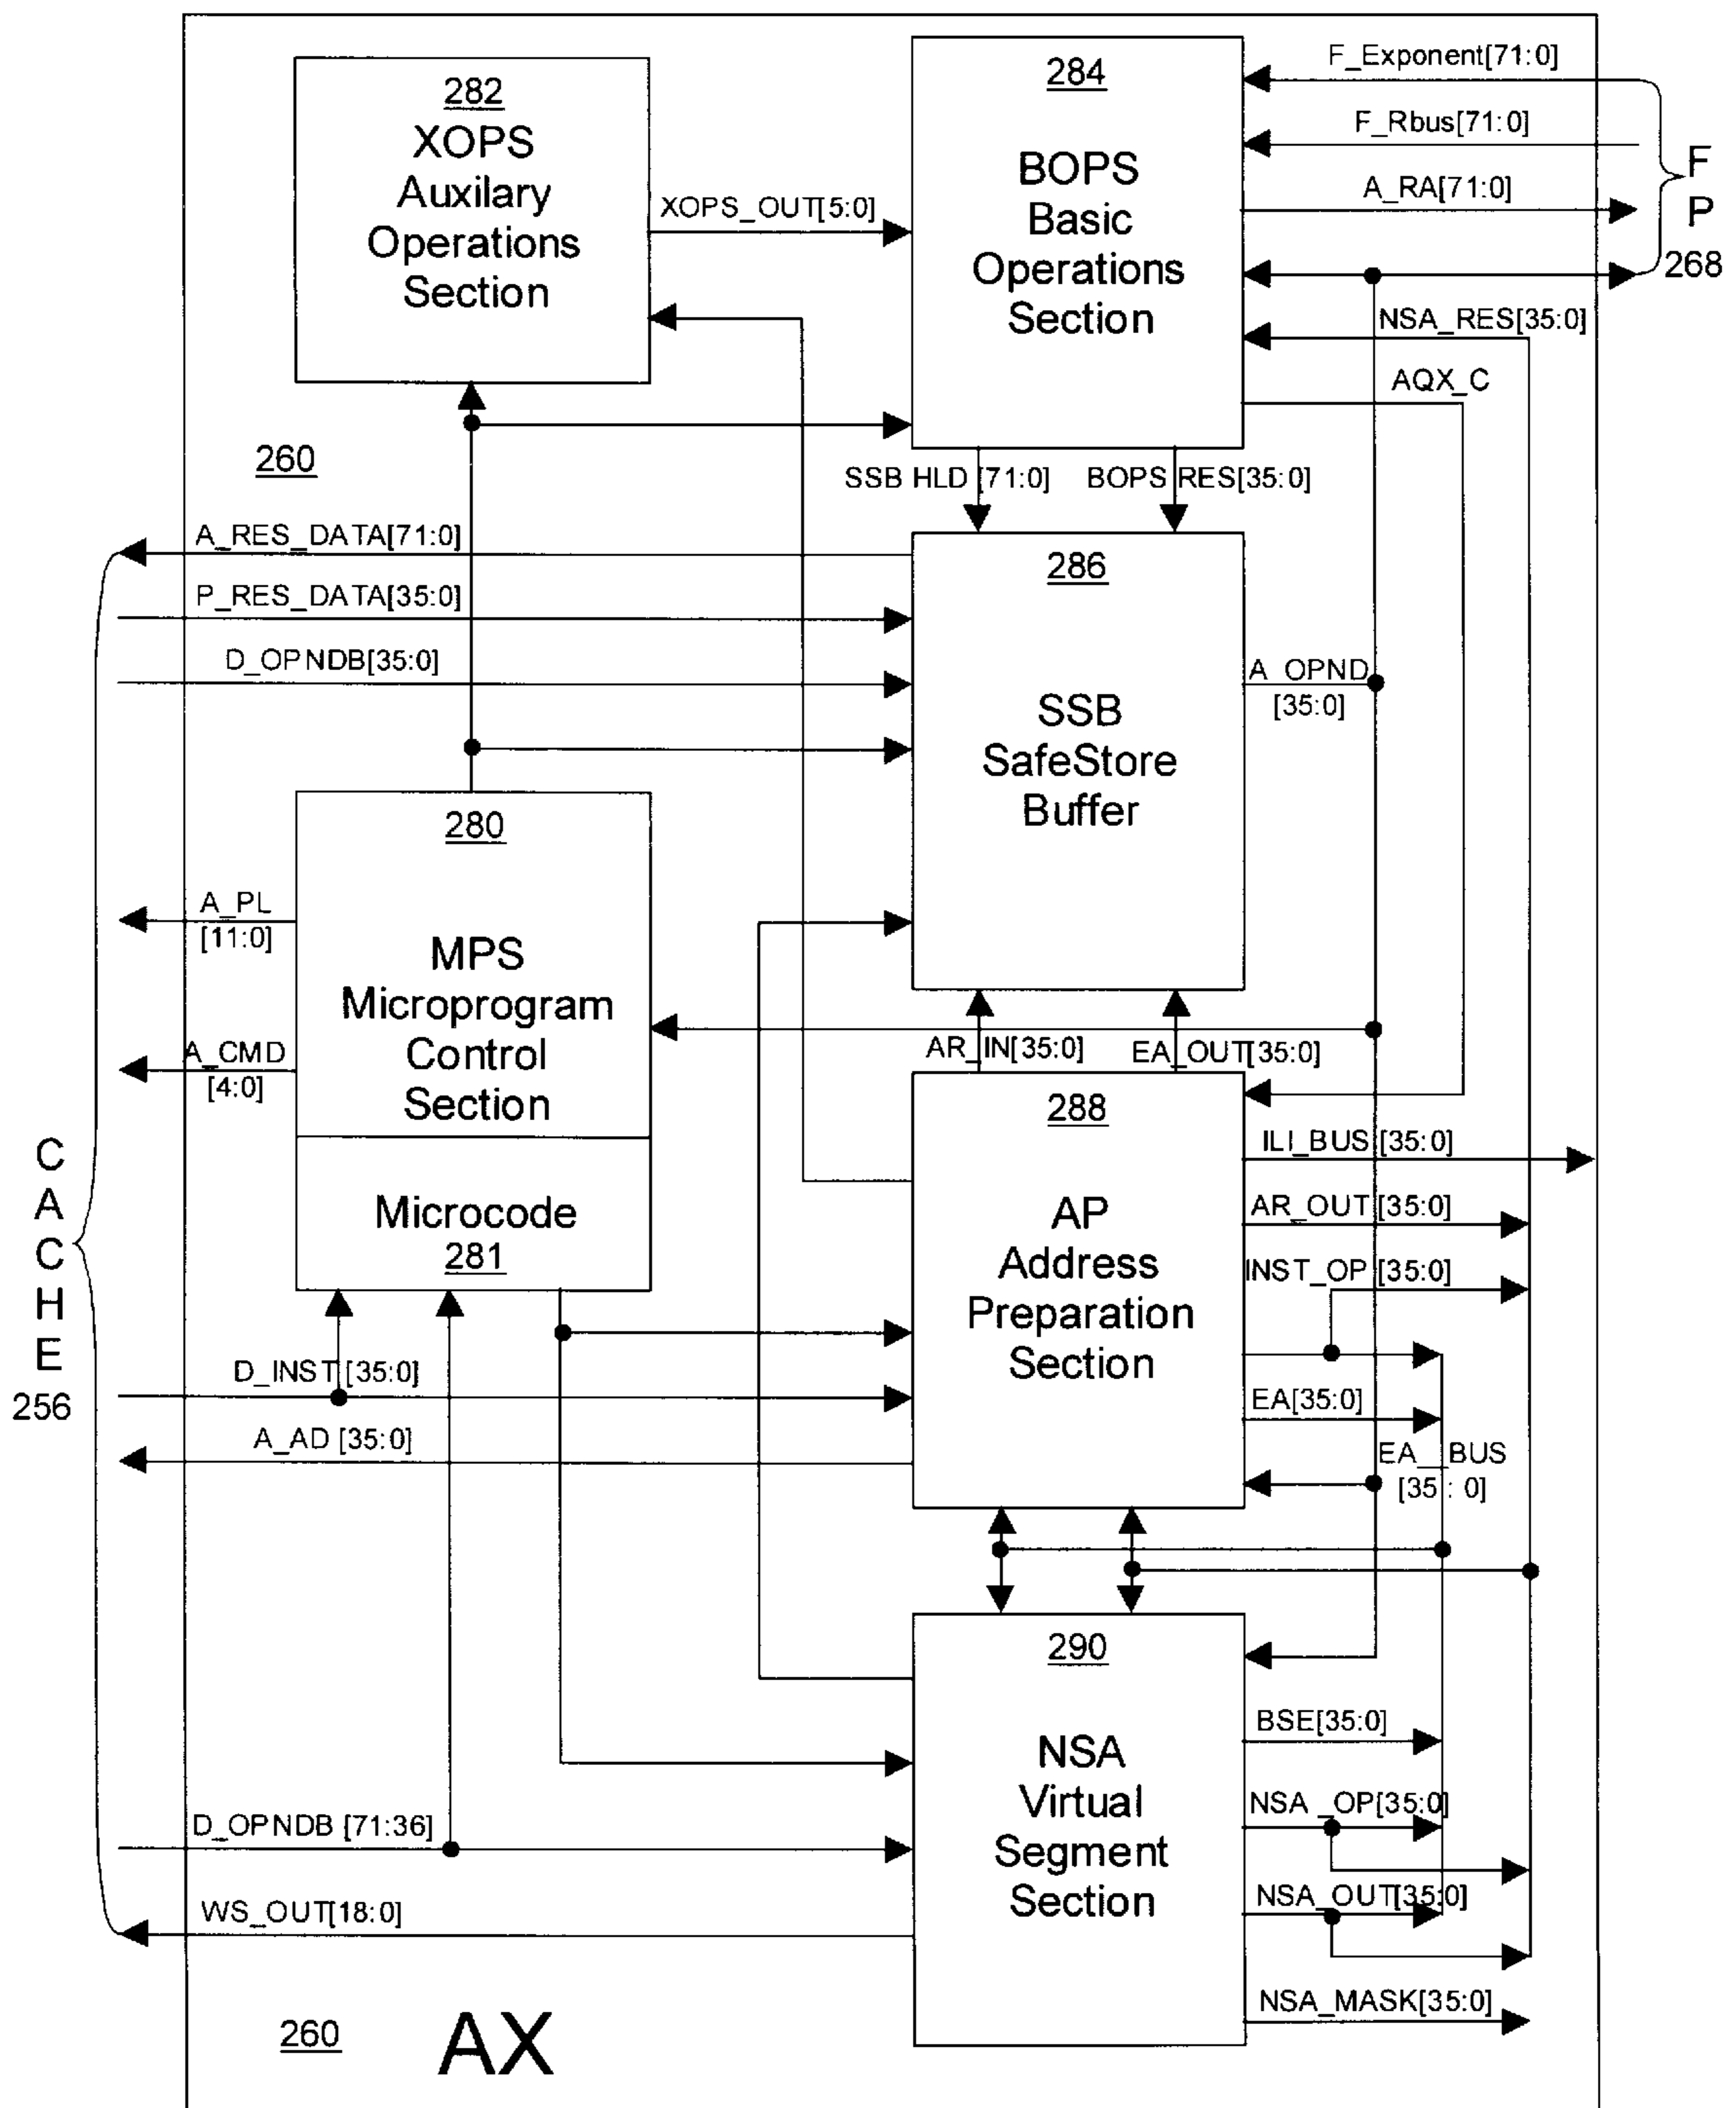 282
XOPS
Auxilary
Operations
Section
XOPS_OUT[5:0]
284
BOPS
Basic
Operations
Section
F_Exponent[71:0]
F_Rbus[71:0]
A_RA[71:0]
F
P
268
NSA_RES[35:0]
AQX_C
260
SSB HLD [71:0]
BOPS RES[35:0]
A_RES_DATA[71:0]
P_RES_DATA[35:0]
D_OPNDB[35:0]
286
SSB
SafeStore
Buffer
A_OPND
[35:0]
280
MPS
Microprogram
Control
Section
A_PL
[11:0]
A_CMD
[4:0]
Microcode
281
AR_IN[35:0]
EA_OUT[35:0]
288
AP
Address
Preparation
Section
ILI_BUS [35:0]
AR_OUT [35:0]
INST_OP [35:0]
EA[35:0]
EA_BUS
[35 : 0]
C
A
C
H
E
256
D_INST [35:0]
A_AD [35:0]
290
NSA
Virtual
Segment
Section
BSE[35:0]
NSA _OP[35:0]
NSA_OUT[35:0]
NSA_MASK[35:0]
D_OPNDB [71:36]
WS_OUT[18:0]
260
AX